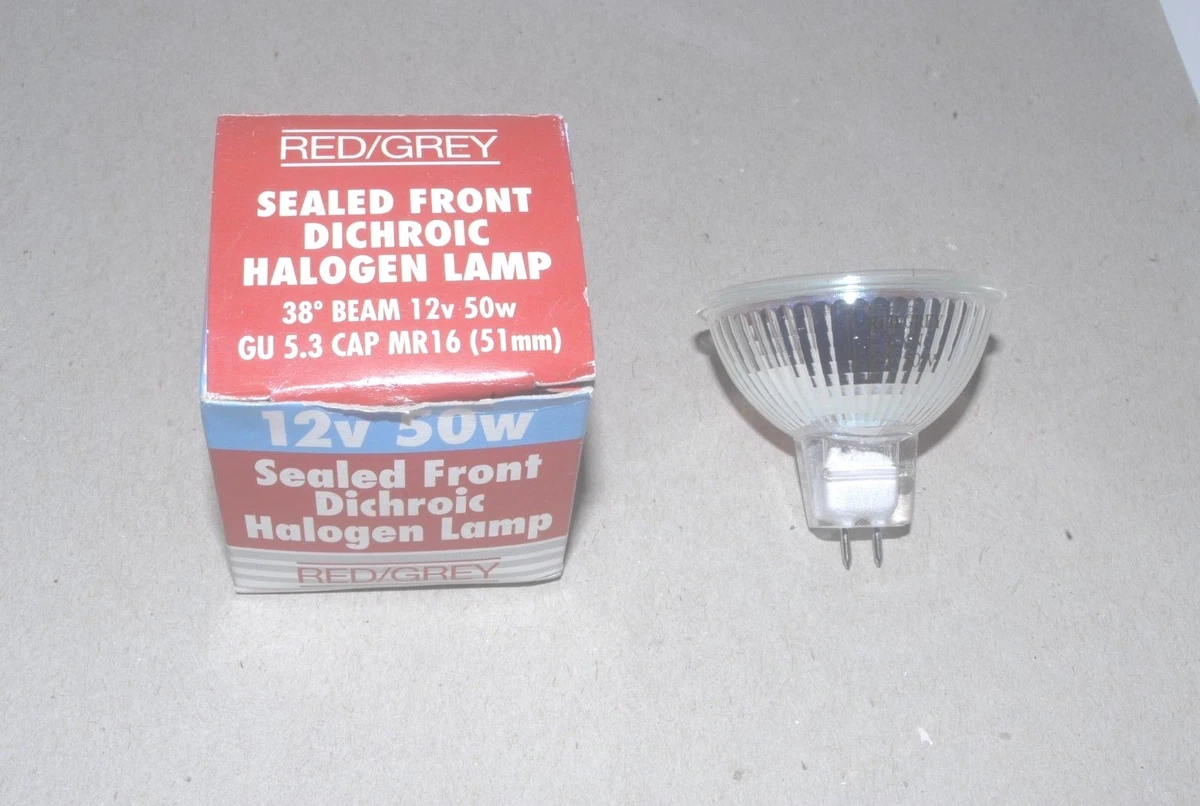 RED/GREY
SEALED FRONT
DICHROIC
HALOGEN LAMP
38° BEAM 12v 50w
GU 5.3 CAP MR16 (51mm)
12v 50w
Sealed Front
Dichroic
Halogen Lamp
RED/GREY